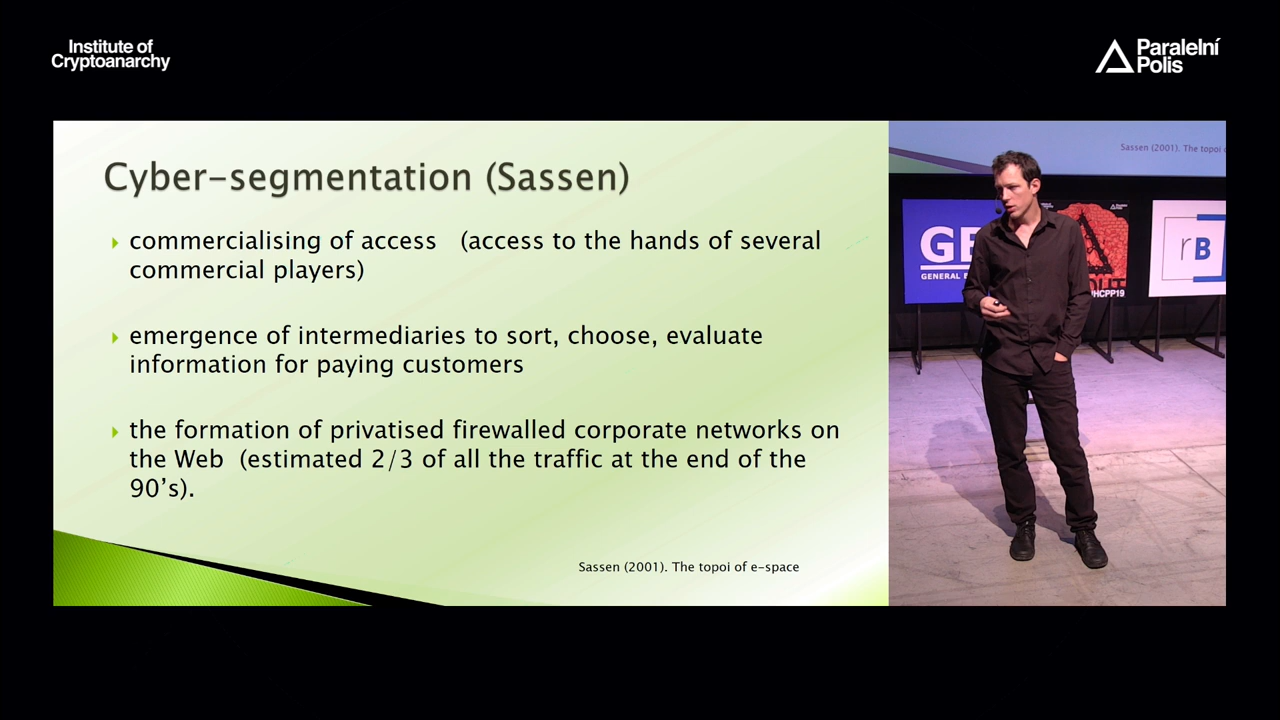 Institute of
Cryptoanarchy
Paralelní
Polis
Cyber-segmentation (Sassen)
commercialising of access (access to the hands of several
commercial players)
emergence of intermediaries to sort, choose, evaluate
information for paying customers
the formation of privatised firewalled corporate networks on
the Web (estimated 2/3 of all the traffic at the end of the
90's).
Sassen (2001). The topoi of e-space
Sassen (2001). The topoi
GE
GENERAL
HCPP19
rB